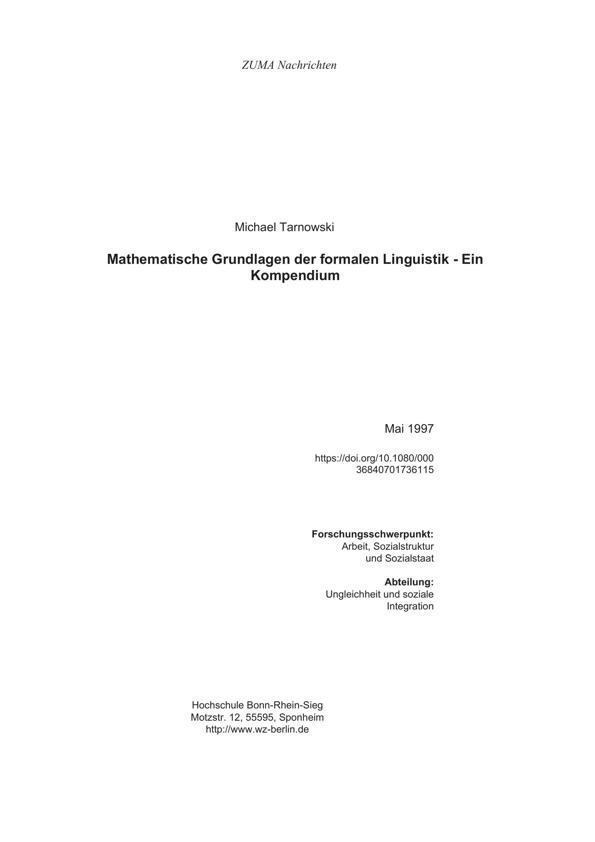 ZUMA Nachrichten
Michael Tarnowski
Mathematische Grundlagen der formalen Linguistik - Ein
Kompendium
Mai 1997
https://doi.org/10.1080/000
36840701736115
Forschungsschwerpunkt:
Arbeit, Sozialstruktur
und Sozialstaat
Abteilung:
Ungleichheit und soziale
Integration
Hochschule Bonn-Rhein-Sieg
Motzstr. 12, 55595, Sponheim
http://www.wz-berlin.de